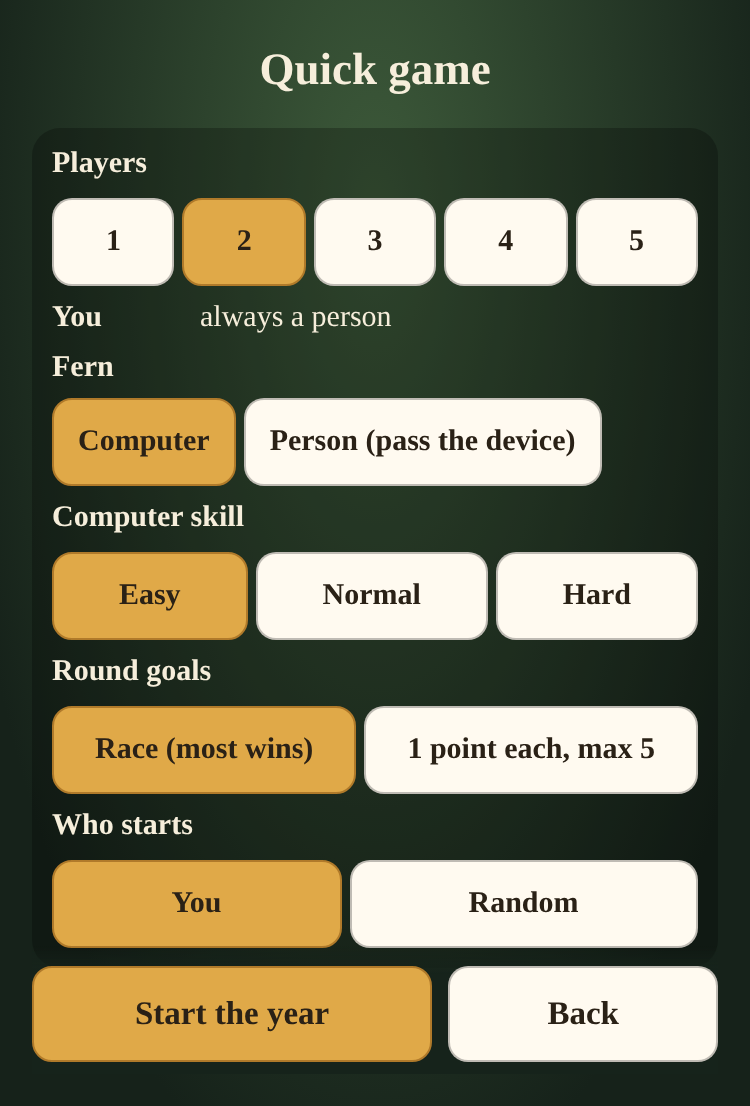 Quick game
Players
1 2 3 4 5
You always a person
Fern
Computer Person (pass the device)
Computer skill
Easy Normal Hard
Round goals
Race (most wins) 1 point each, max 5
Who starts
You Random
Start the year Back